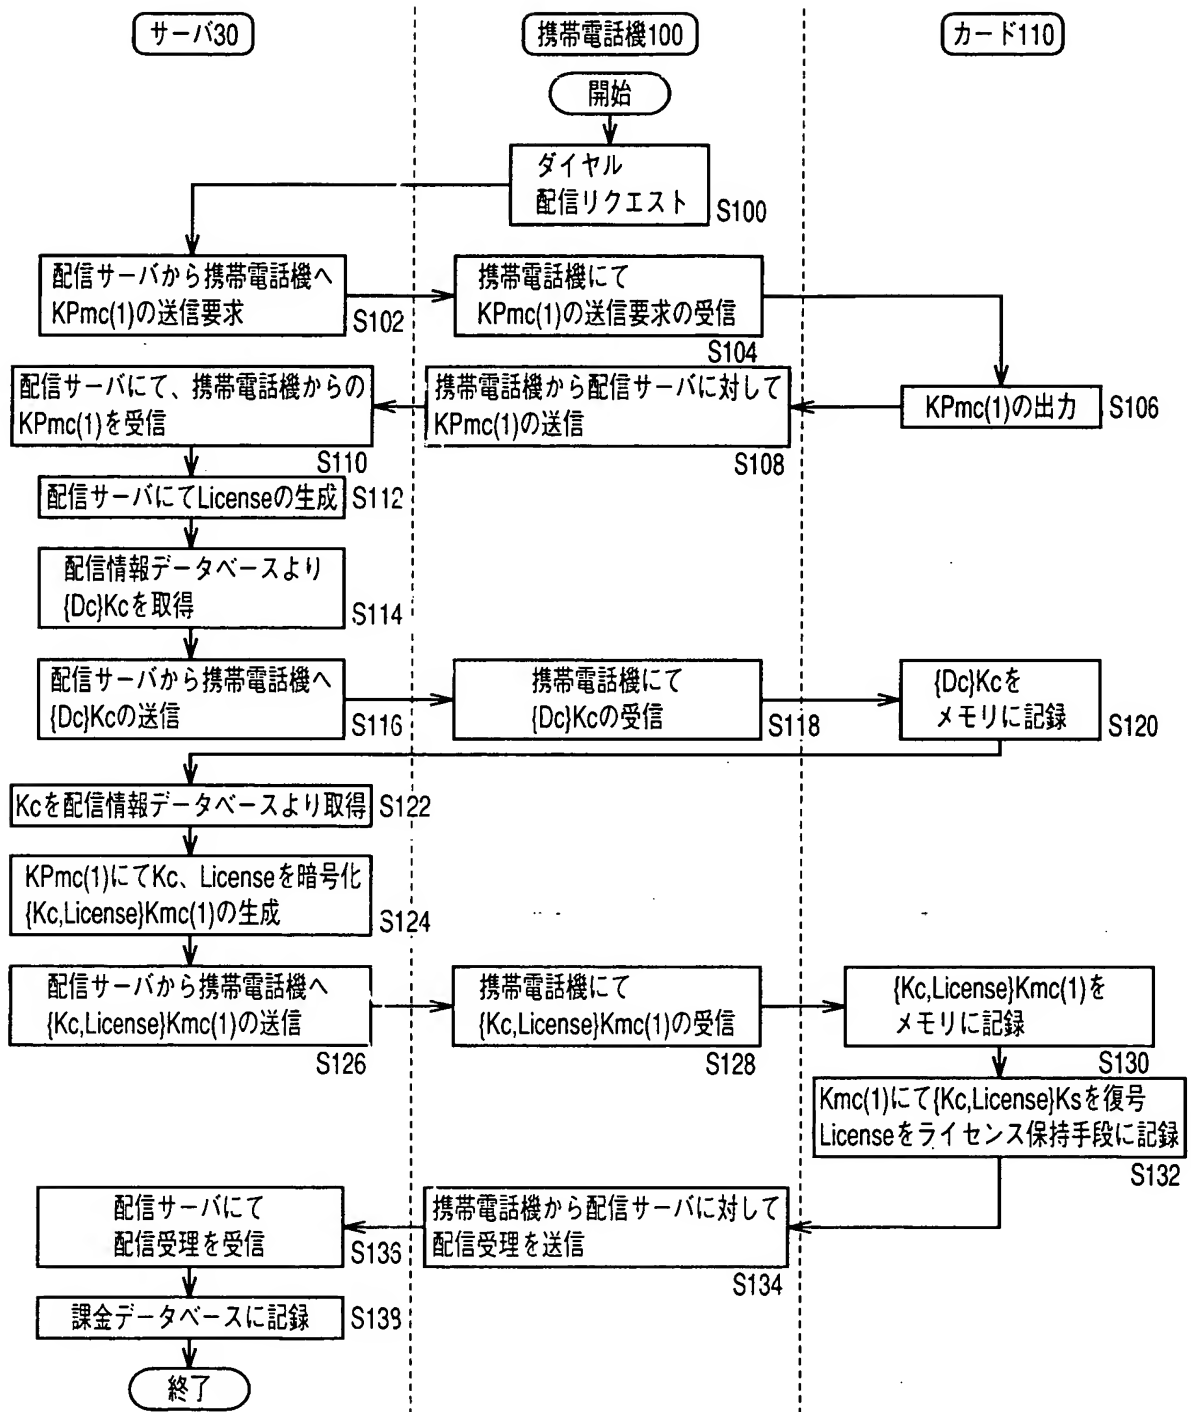 サーバ30
携帯電話機100
カード110
開始
ダイヤル
配信リクエスト
S100
配信サーバから携帯電話機へ
KPmc(1)の送信要求
S102
携帯電話機にて
KPmc(1)の送信要求の受信
S104
KPmc(1)の出力
S106
携帯電話機から配信サーバに対して
KPmc(1)の送信
S108
配信サーバにて、携帯電話機からの
KPmc(1)を受信
S110
配信サーバにてLicenseの生成
S112
配信情報データベースより
{Dc}Kcを取得
S114
配信サーバから携帯電話機へ
{Dc}Kcの送信
S116
携帯電話機にて
{Dc}Kcの受信
S118
{Dc}Kcを
メモリに記録
S120
Kcを配信情報データベースより取得
S122
KPmc(1)にてKc、Licenseを暗号化
{Kc,License}Kmc(1)の生成
S124
配信サーバから携帯電話機へ
{Kc,License}Kmc(1)の送信
S126
携帯電話機にて
{Kc,License}Kmc(1)の受信
S128
{Kc,License}Kmc(1)を
メモリに記録
S130
Kmc(1)にて{Kc,License}Ksを復号
Licenseをライセンス保持手段に記録
S132
携帯電話機から配信サーバに対して
配信受理を送信
S134
配信サーバにて
配信受理を受信
S136
課金データベースに記録
S138
終了